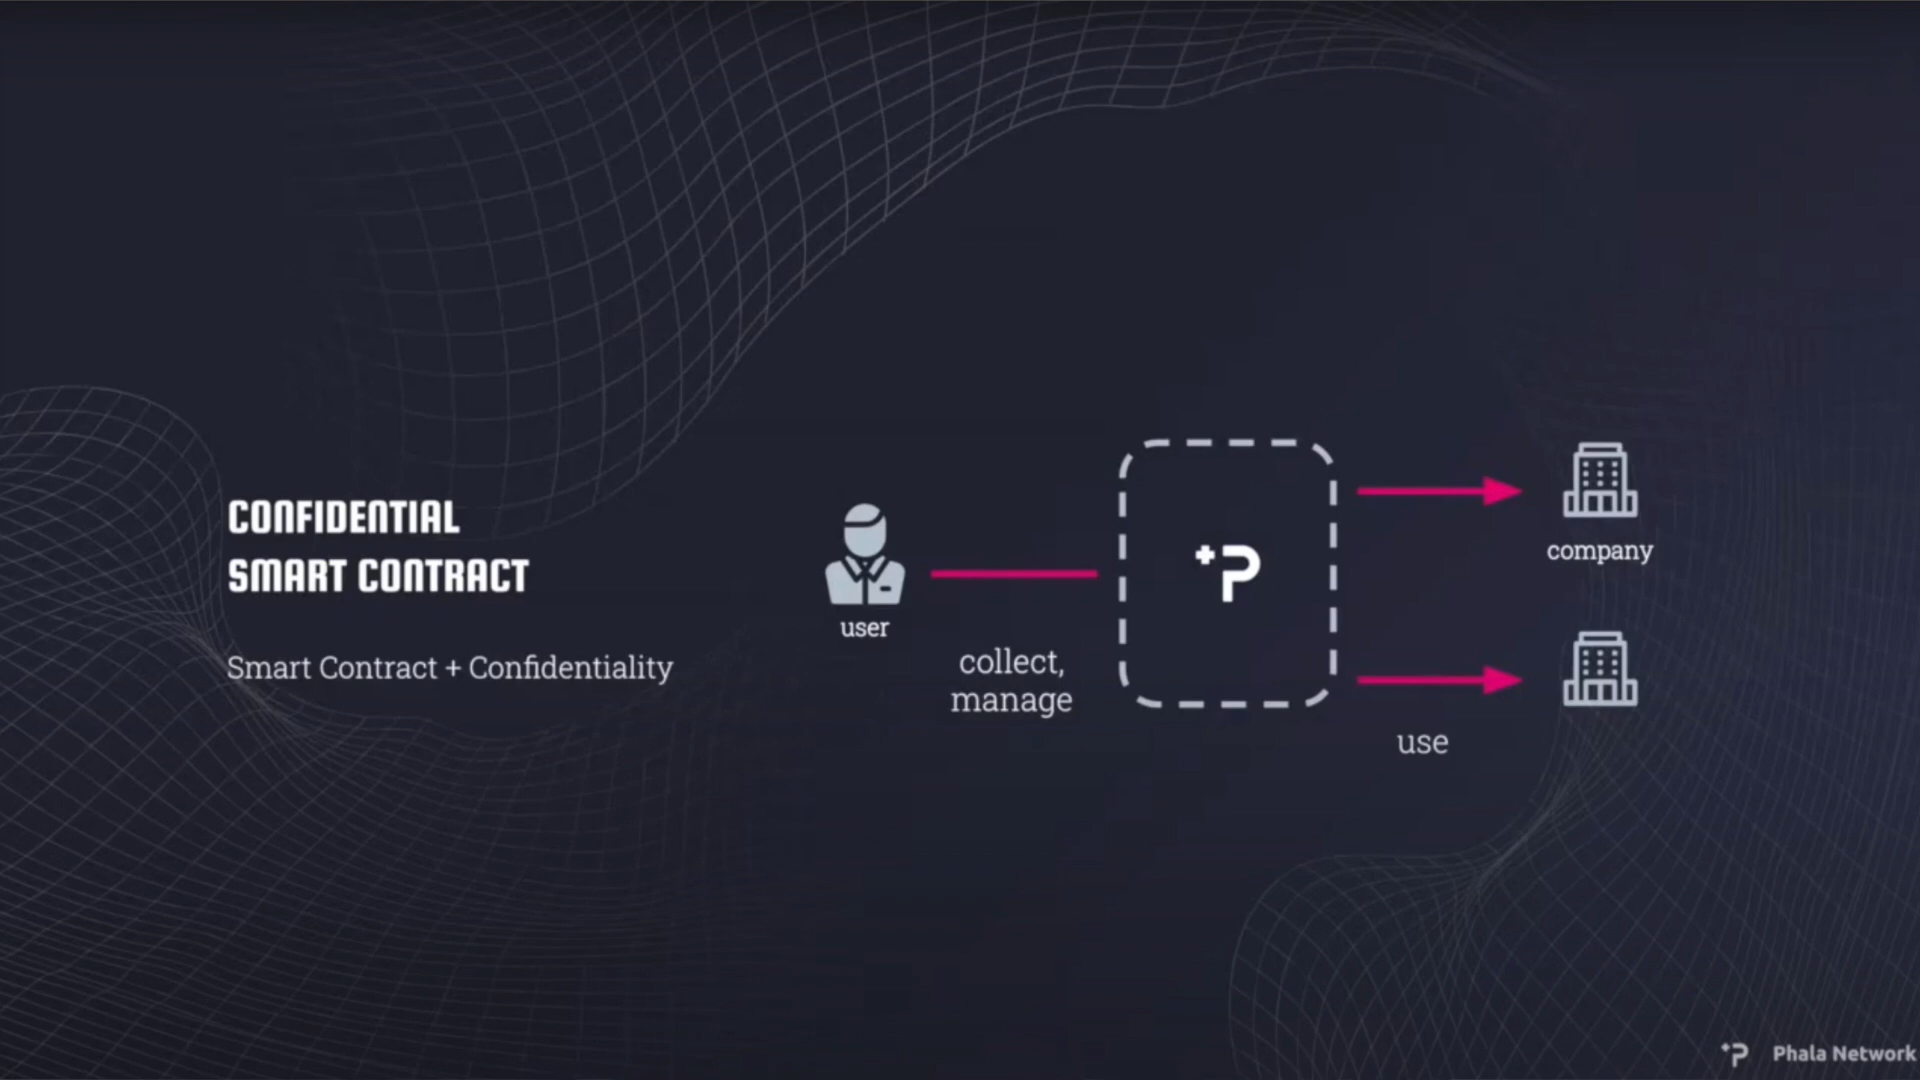 CONFIDENTIAL
SMART CONTRACT
Smart Contract + Confidentiality
user
collect,
manage
company
use
Phala Network